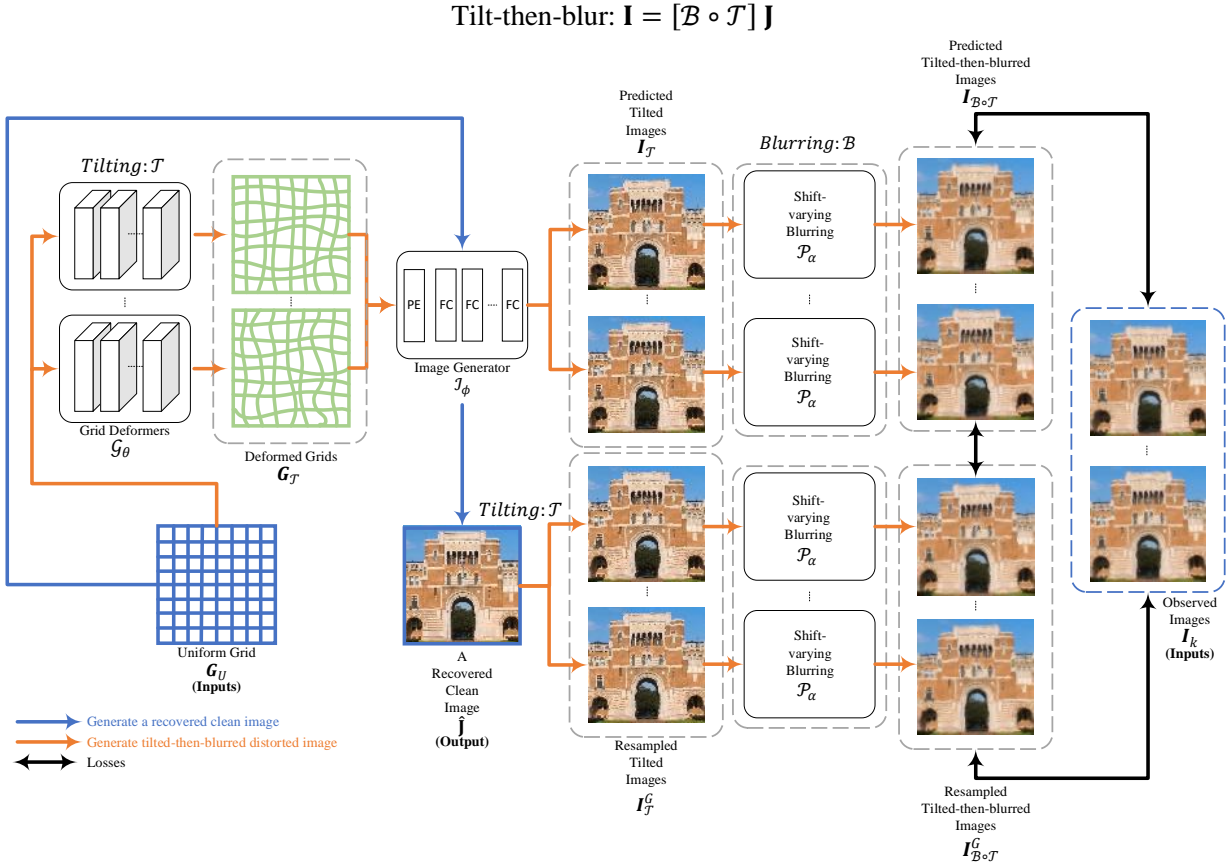 Tilt-then-blur: I = [ℬ ∘ 𝒯] J
Predicted
Tilted-then-blurred
Images
I_ℬ∘𝒯
Predicted
Tilted
Images
I_𝒯
Tilting: 𝒯
Blurring: ℬ
Shift-
varying
Blurring
𝒫_α
PE
FC
FC
.....
FC
Image Generator
ℐ_ϕ
Shift-
varying
Blurring
𝒫_α
Grid Deformers
𝒢_θ
Deformed Grids
G_𝒯
Tilting: 𝒯
Shift-
varying
Blurring
𝒫_α
Shift-
varying
Blurring
𝒫_α
Observed
Images
I_k
(Inputs)
Uniform Grid
G_U
(Inputs)
A
Recovered
Clean
Image
Ĵ
(Output)
Generate a recovered clean image
Generate tilted-then-blurred distorted image
Losses
Resampled
Tilted
Images
I_𝒯^G
Resampled
Tilted-then-blurred
Images
I_ℬ∘𝒯^G